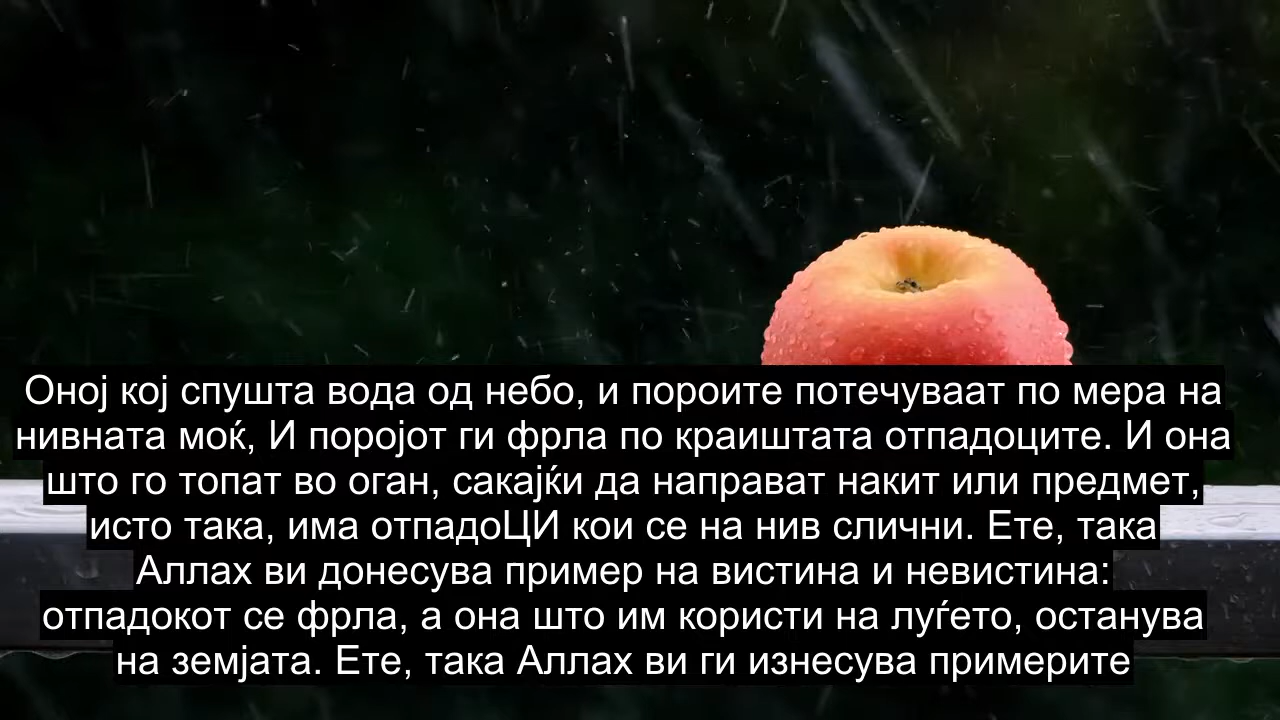 Оној кој спушта вода од небо, и пороите потечуваат по мера на
нивната моќ, И поројот ги фрла по краиштата отпадоците. И она
што го топат во оган, сакајќи да направат накит или предмет,
исто така, има отпадоЦИ кои се на нив слични. Ете, така
Аллах ви донесува пример на вистина и невистина:
отпадокот се фрла, а она што им користи на луѓето, останува
на земјата. Ете, така Аллах ви ги изнесува примерите